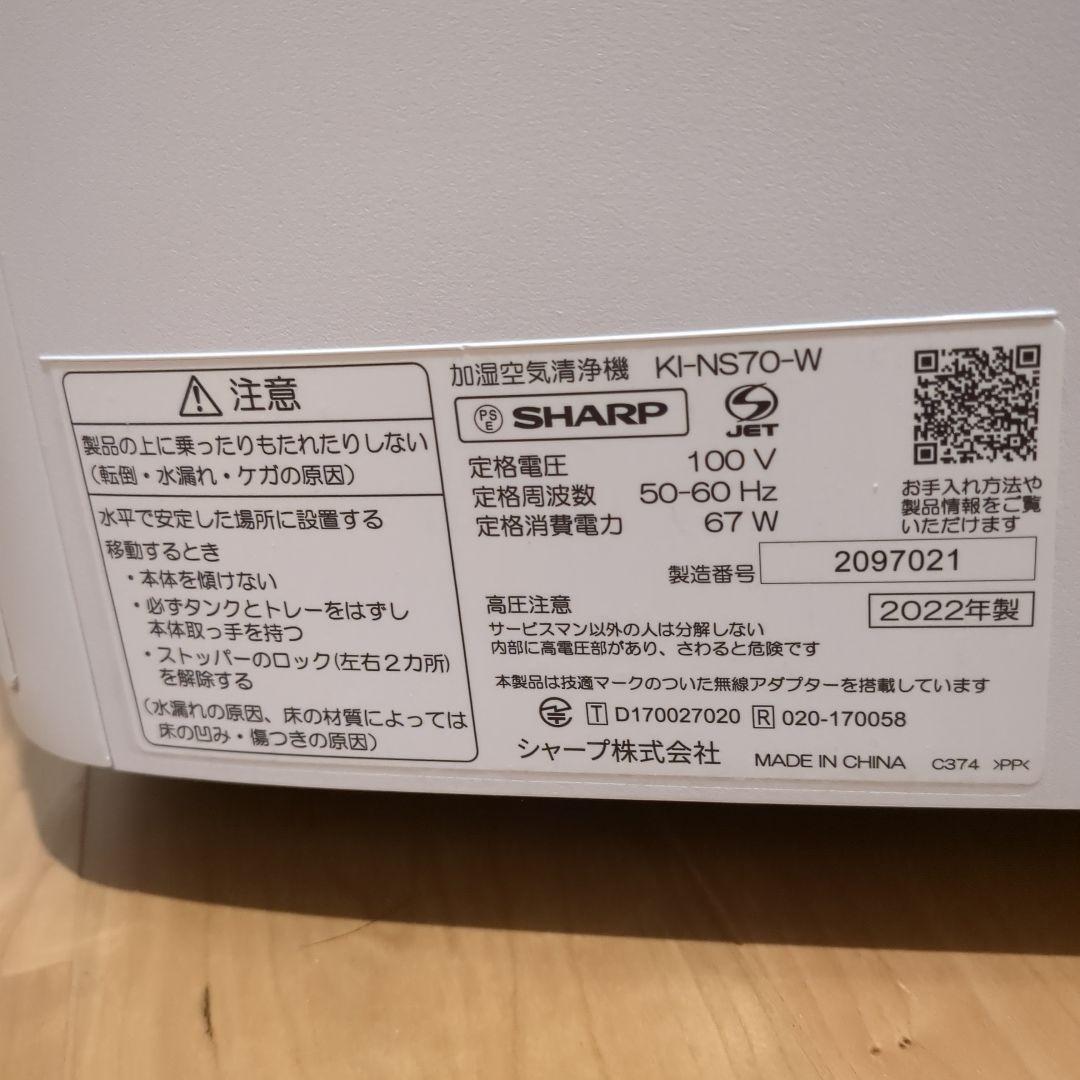 注意
製品の上に乗ったりもたれたりしない
(転倒・水漏れ・ケガの原因)
水平で安定した場所に設置する
移動するとき
・本体を傾けない
・必ずタンクとトレーをはずし
本体取っ手を持つ
・ストッパーのロック(左右2カ所)
を解除する
(水漏れの原因、床の材質によっては
床の凹み・傷つきの原因)
加湿空気清浄機 KI-NS70-W
PSE SHARP JET
定格電圧 100 V
定格周波数 50-60 Hz
定格消費電力 67 W
お手入れ方法や
製品情報をご覧
いただけます
製造番号 2097021
2022年製
高圧注意
サービスマン以外の人は分解しない
内部に高電圧部があり、さわると危険です
本製品は技適マークのついた無線アダプターを搭載しています
T D170027020 R 020-170058
シャープ株式会社 MADE IN CHINA C374 >PP<